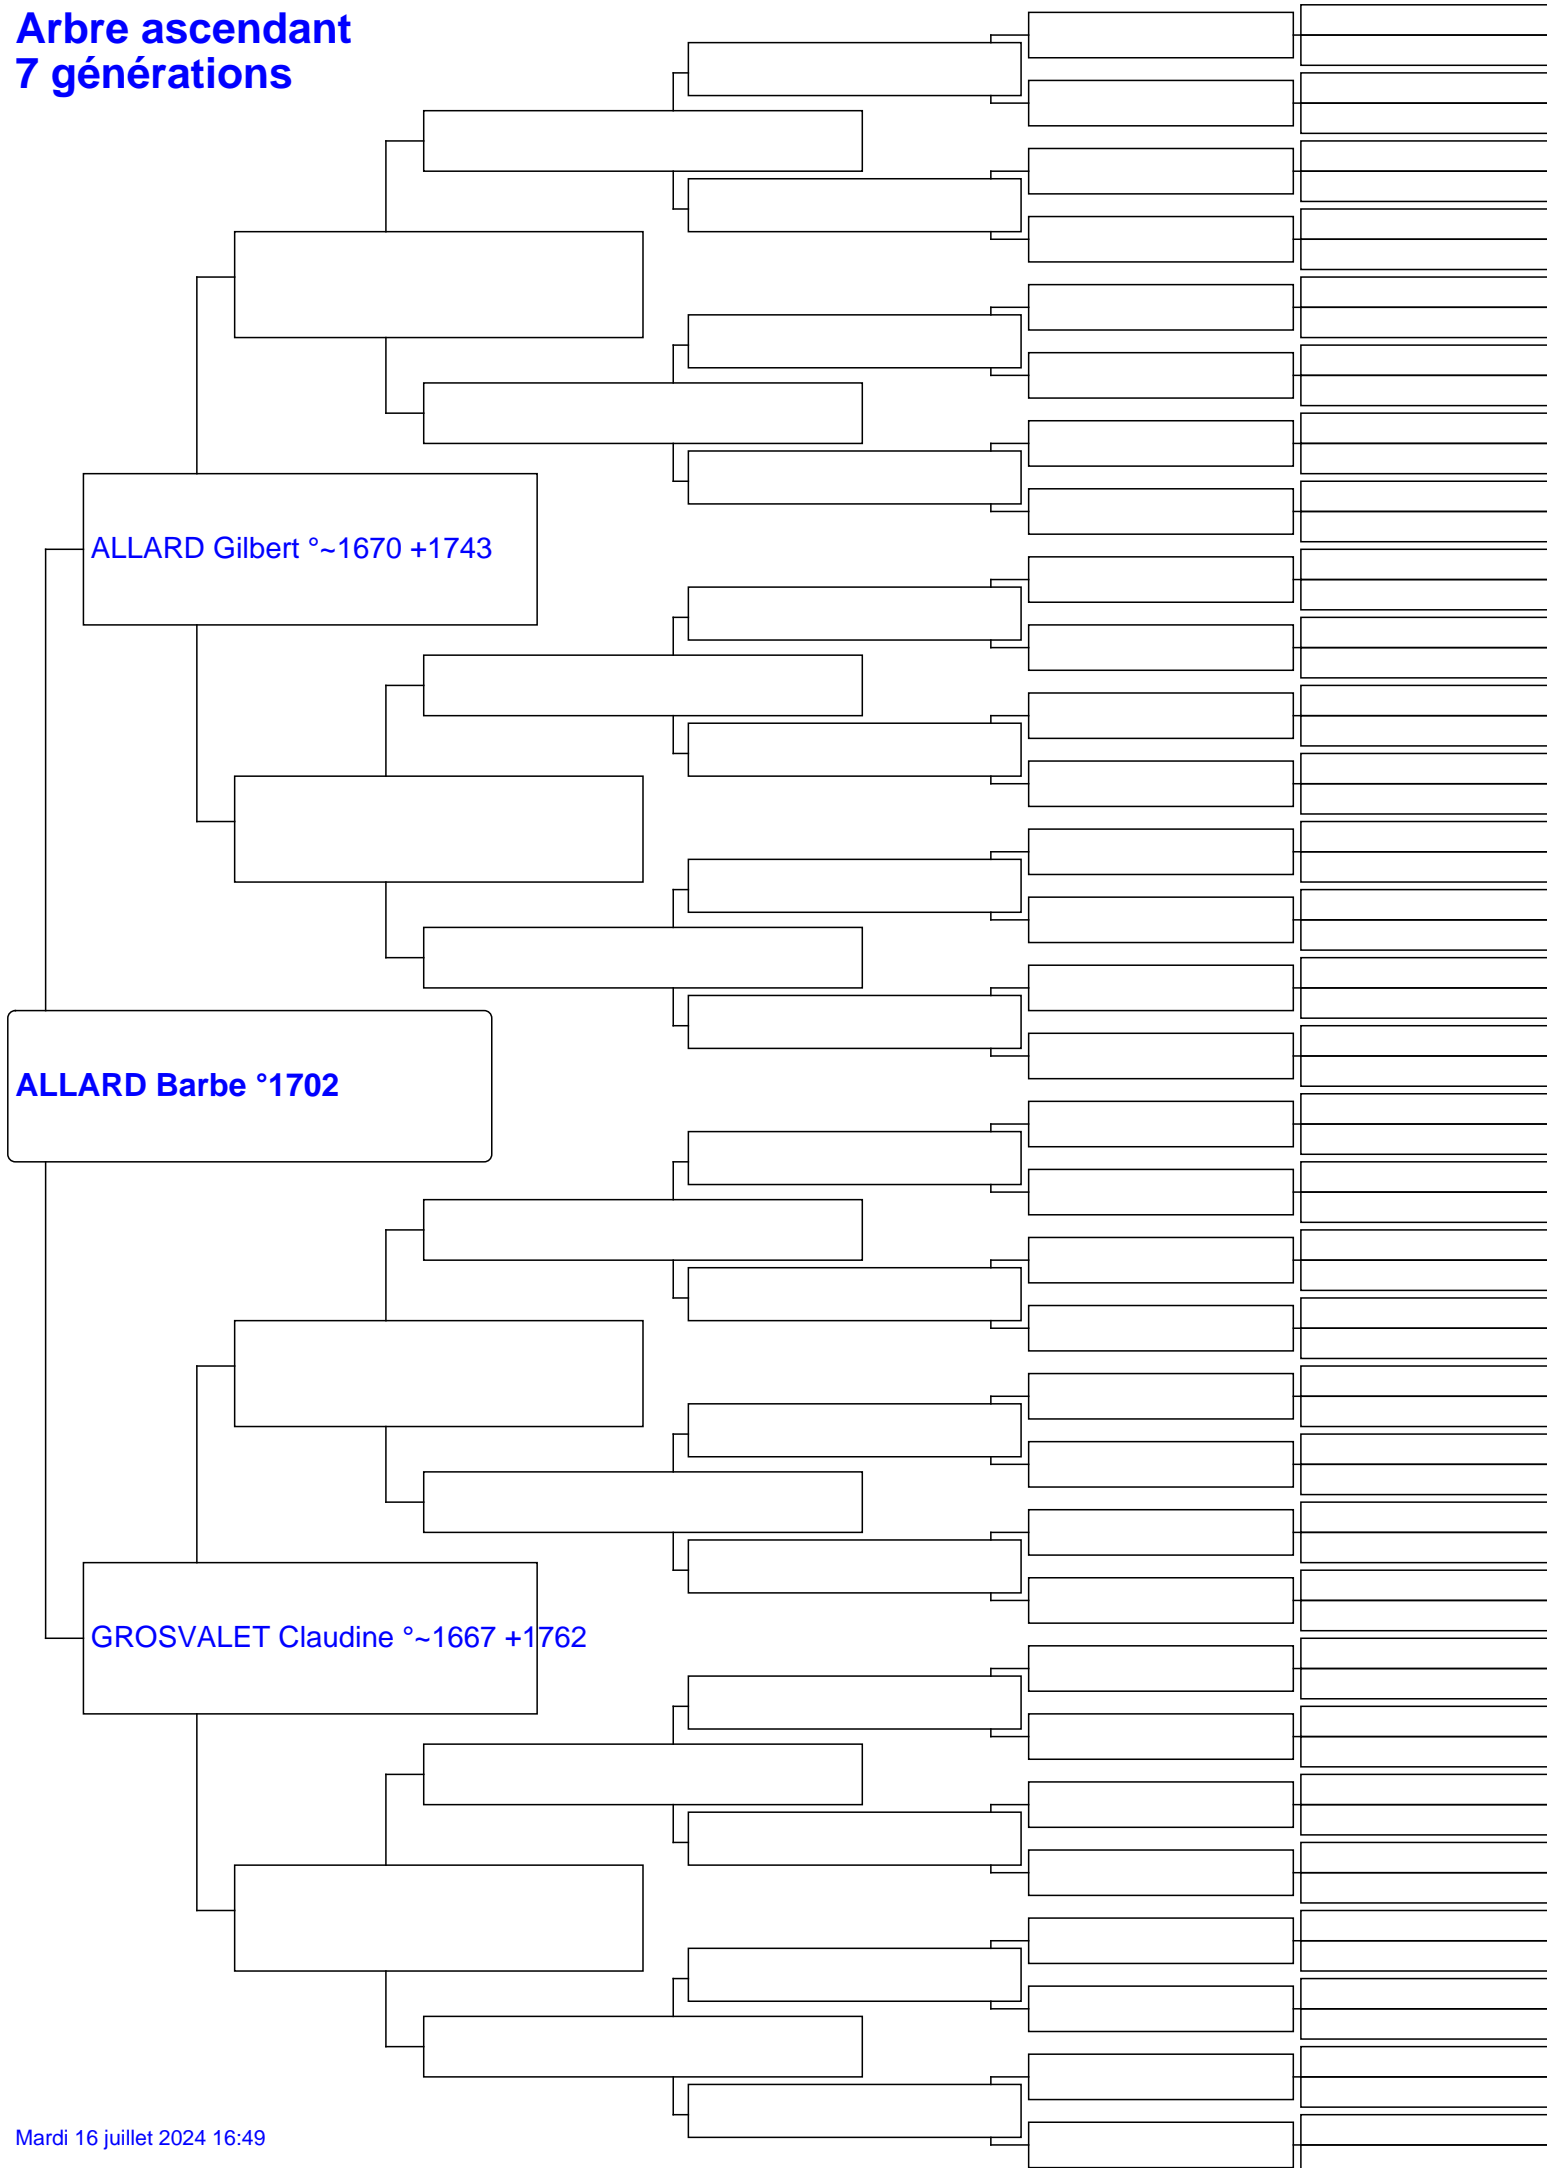 Arbre ascendant
7 générations
ALLARD Gilbert °~1670 +1743
ALLARD Barbe °1702
GROSVALET Claudine °~1667 +1762
Mardi 16 juillet 2024 16:49